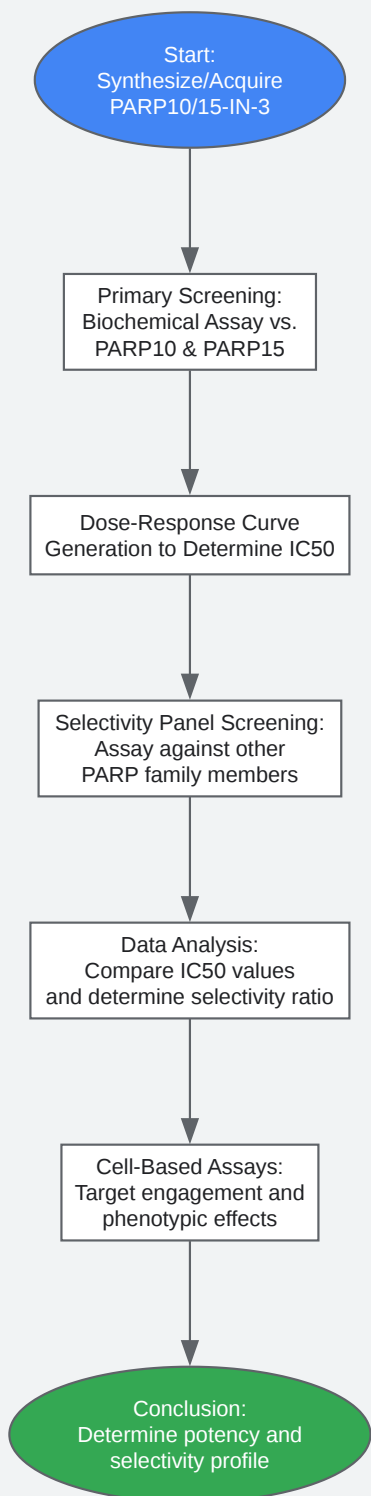 Start:
Synthesize/Acquire
PARP10/15-IN-3
Primary Screening:
Biochemical Assay vs.
PARP10 & PARP15
Dose-Response Curve
Generation to Determine IC50
Selectivity Panel Screening:
Assay against other
PARP family members
Data Analysis:
Compare IC50 values
and determine selectivity ratio
Cell-Based Assays:
Target engagement and
phenotypic effects
Conclusion:
Determine potency and
selectivity profile